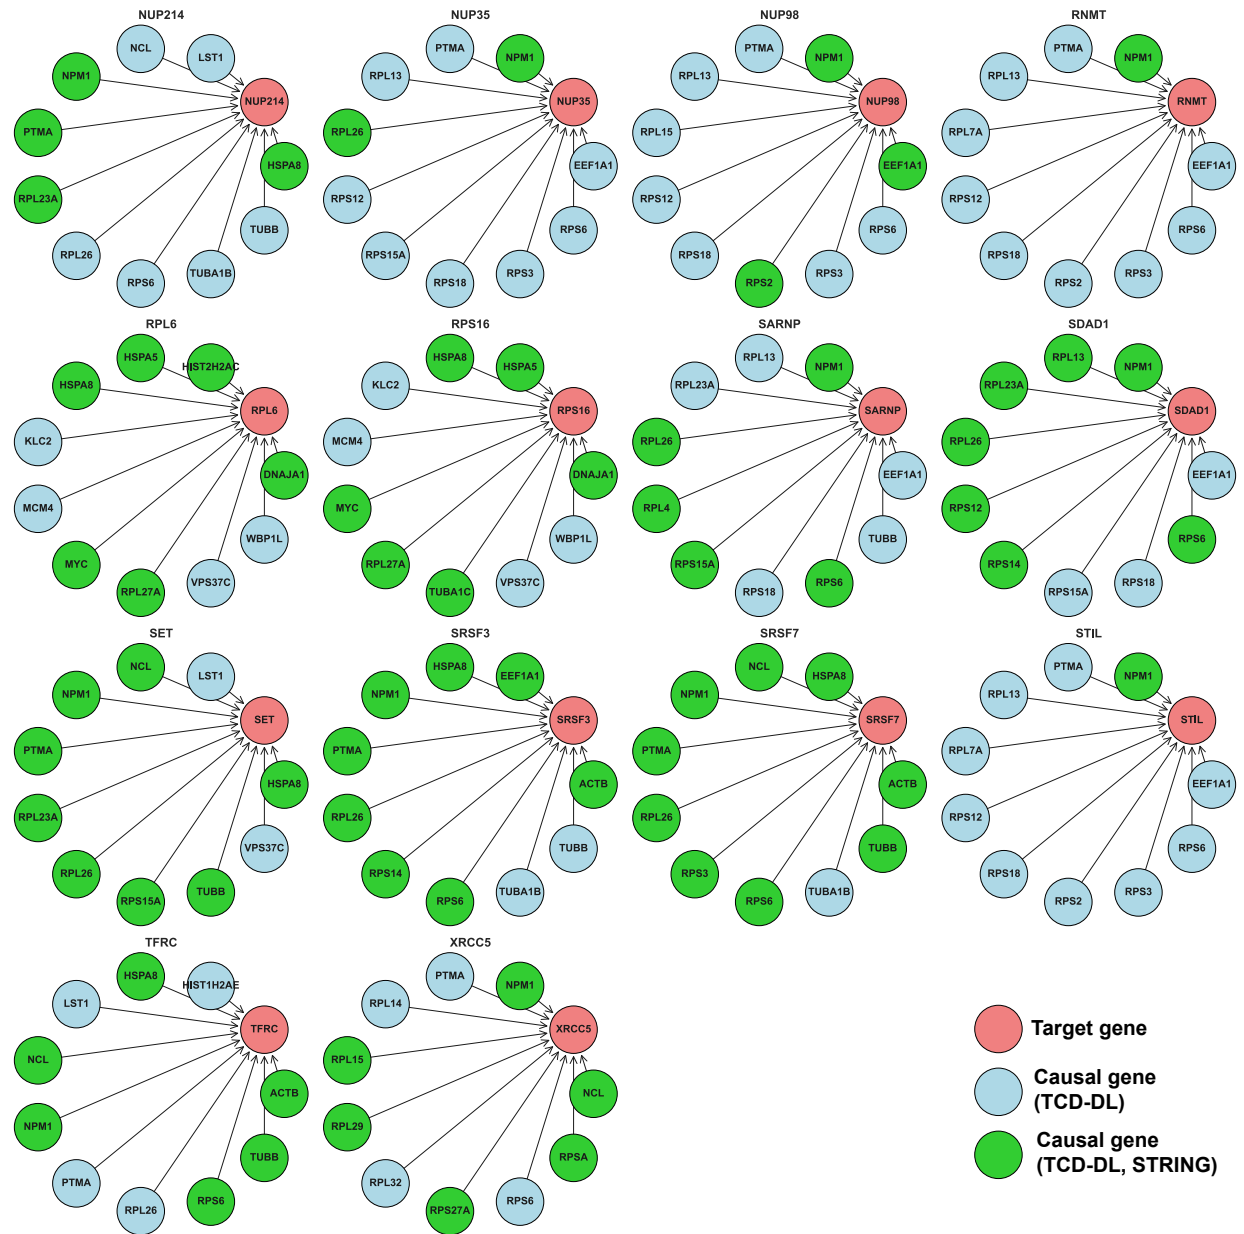 NUP214
NCL
LST1
NPM1
NUP214
PTMA
HSPA8
RPL23A
TUBB
RPL26
RPS6
TUBA1B
NUP35
PTMA
NPM1
RPL13
NUP35
RPL26
EEF1A1
RPS12
RPS6
RPS15A
RPS18
RPS3
NUP98
PTMA
NPM1
RPL13
NUP98
RPL15
EEF1A1
RPS12
RPS6
RPS18
RPS2
RPS3
RNMT
PTMA
NPM1
RPL13
RNMT
RPL7A
EEF1A1
RPS12
RPS6
RPS18
RPS2
RPS3
RPL6
HSPA5
HIST2H2AC
HSPA8
RPL6
KLC2
DNAJA1
MCM4
WBP1L
MYC
RPL27A
VPS37C
RPS16
HSPA8
HSPA5
KLC2
RPS16
MCM4
DNAJA1
MYC
WBP1L
RPL27A
TUBA1C
VPS37C
SARNP
RPL13
NPM1
RPL23A
SARNP
RPL26
EEF1A1
RPL4
TUBB
RPS15A
RPS18
RPS6
SDAD1
RPL13
NPM1
RPL23A
SDAD1
RPL26
EEF1A1
RPS12
RPS6
RPS14
RPS15A
RPS18
SET
NCL
LST1
NPM1
SET
PTMA
HSPA8
RPL23A
VPS37C
RPL26
RPS15A
TUBB
SRSF3
HSPA8
EEF1A1
NPM1
SRSF3
PTMA
ACTB
RPL26
TUBB
RPS14
RPS6
TUBA1B
SRSF7
NCL
HSPA8
NPM1
SRSF7
PTMA
ACTB
RPL26
TUBB
RPS3
RPS6
TUBA1B
STIL
PTMA
NPM1
RPL13
STIL
RPL7A
EEF1A1
RPS12
RPS6
RPS18
RPS2
RPS3
TFRC
HSPA8
HIST1H2AE
LST1
TFRC
NCL
ACTB
NPM1
TUBB
PTMA
RPL26
RPS6
XRCC5
PTMA
NPM1
RPL14
XRCC5
RPL15
NCL
RPL29
RPSA
RPL32
RPS27A
RPS6
Target gene
Causal gene
(TCD-DL)
Causal gene
(TCD-DL, STRING)